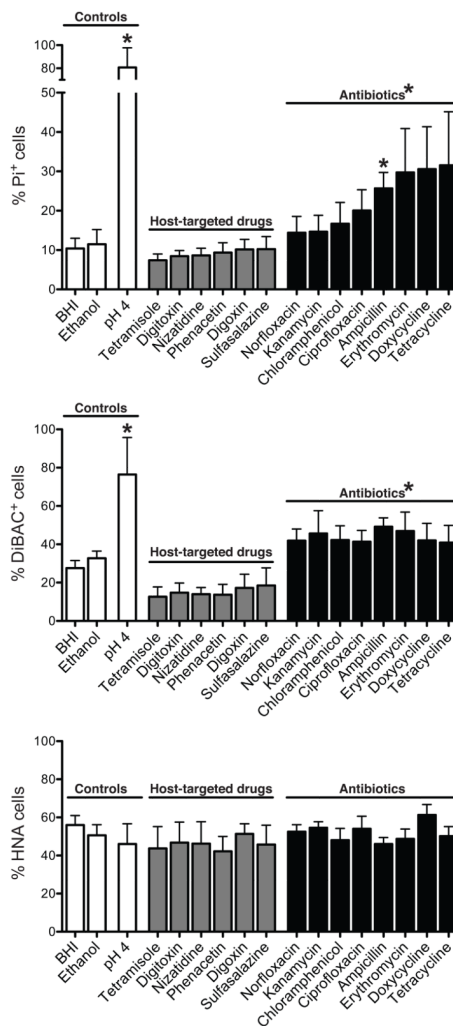 Controls
*
100
80
60
50
40
30
20
10
0
% Pi⁺ cells
Host-targeted drugs
Antibiotics*
*
BHI
Ethanol
pH 4
Tetramisole
Digitoxin
Nizatidine
Phenacetin
Digoxin
Sulfasalazine
Norfloxacin
Kanamycin
Chloramphenicol
Ciprofloxacin
Ampicillin
Erythromycin
Doxycycline
Tetracycline
Controls
*
100
80
60
40
20
0
% DiBAC⁺ cells
Host-targeted drugs
Antibiotics*
BHI
Ethanol
pH 4
Tetramisole
Digitoxin
Nizatidine
Phenacetin
Digoxin
Sulfasalazine
Norfloxacin
Kanamycin
Chloramphenicol
Ciprofloxacin
Ampicillin
Erythromycin
Doxycycline
Tetracycline
100
80
60
40
20
0
% HNA cells
Controls
Host-targeted drugs
Antibiotics
BHI
Ethanol
pH 4
Tetramisole
Digitoxin
Nizatidine
Phenacetin
Digoxin
Sulfasalazine
Norfloxacin
Kanamycin
Chloramphenicol
Ciprofloxacin
Ampicillin
Erythromycin
Doxycycline
Tetracycline